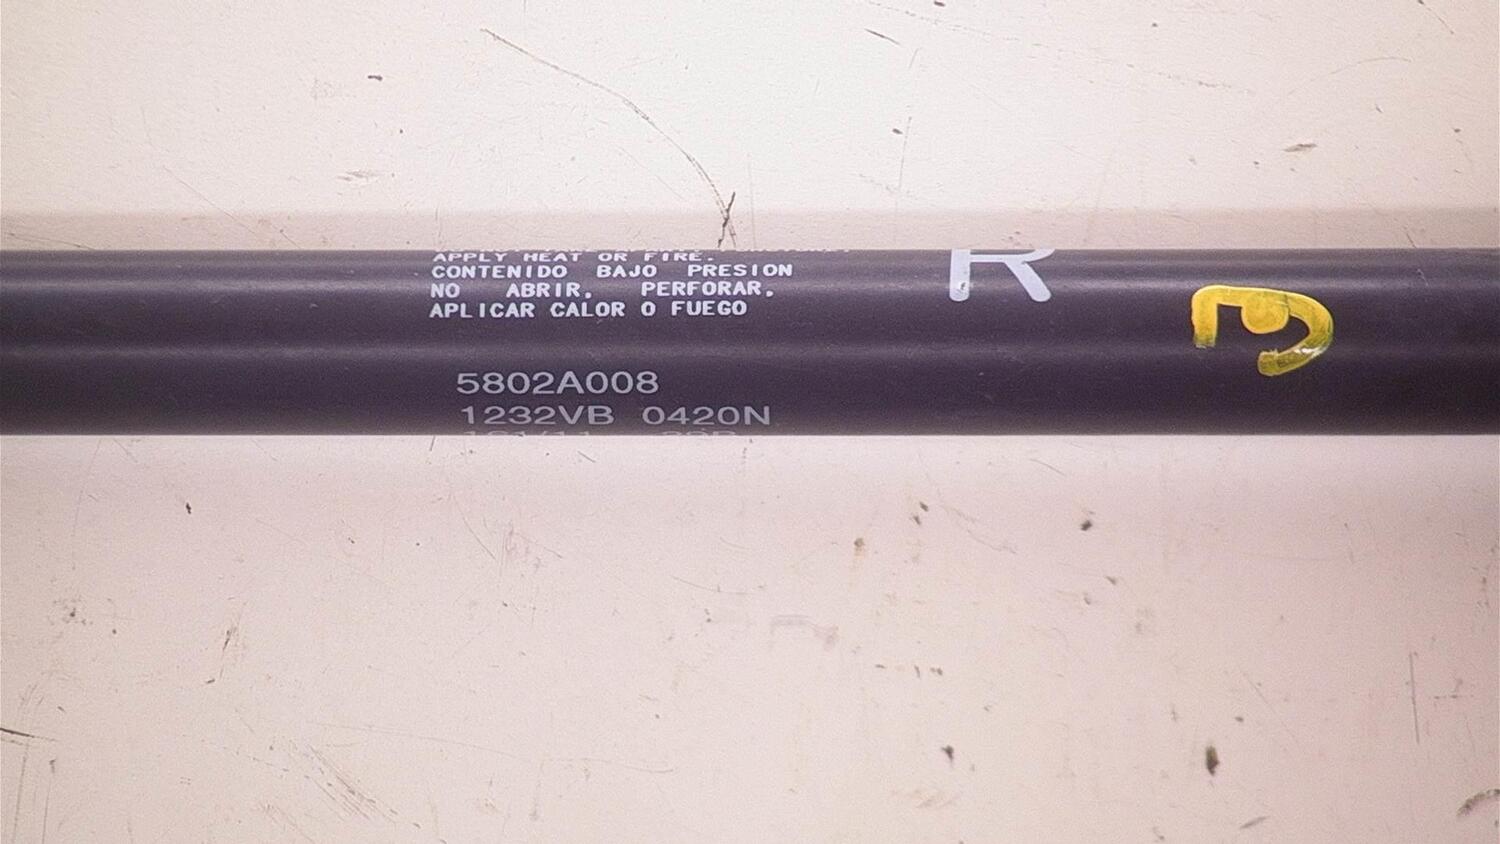 APPLY HEAT OR FIRE.
CONTENIDO BAJO PRESION
NO ABRIR, PERFORAR,
APLICAR CALOR O FUEGO
R
5802A008
1232VB 0420N